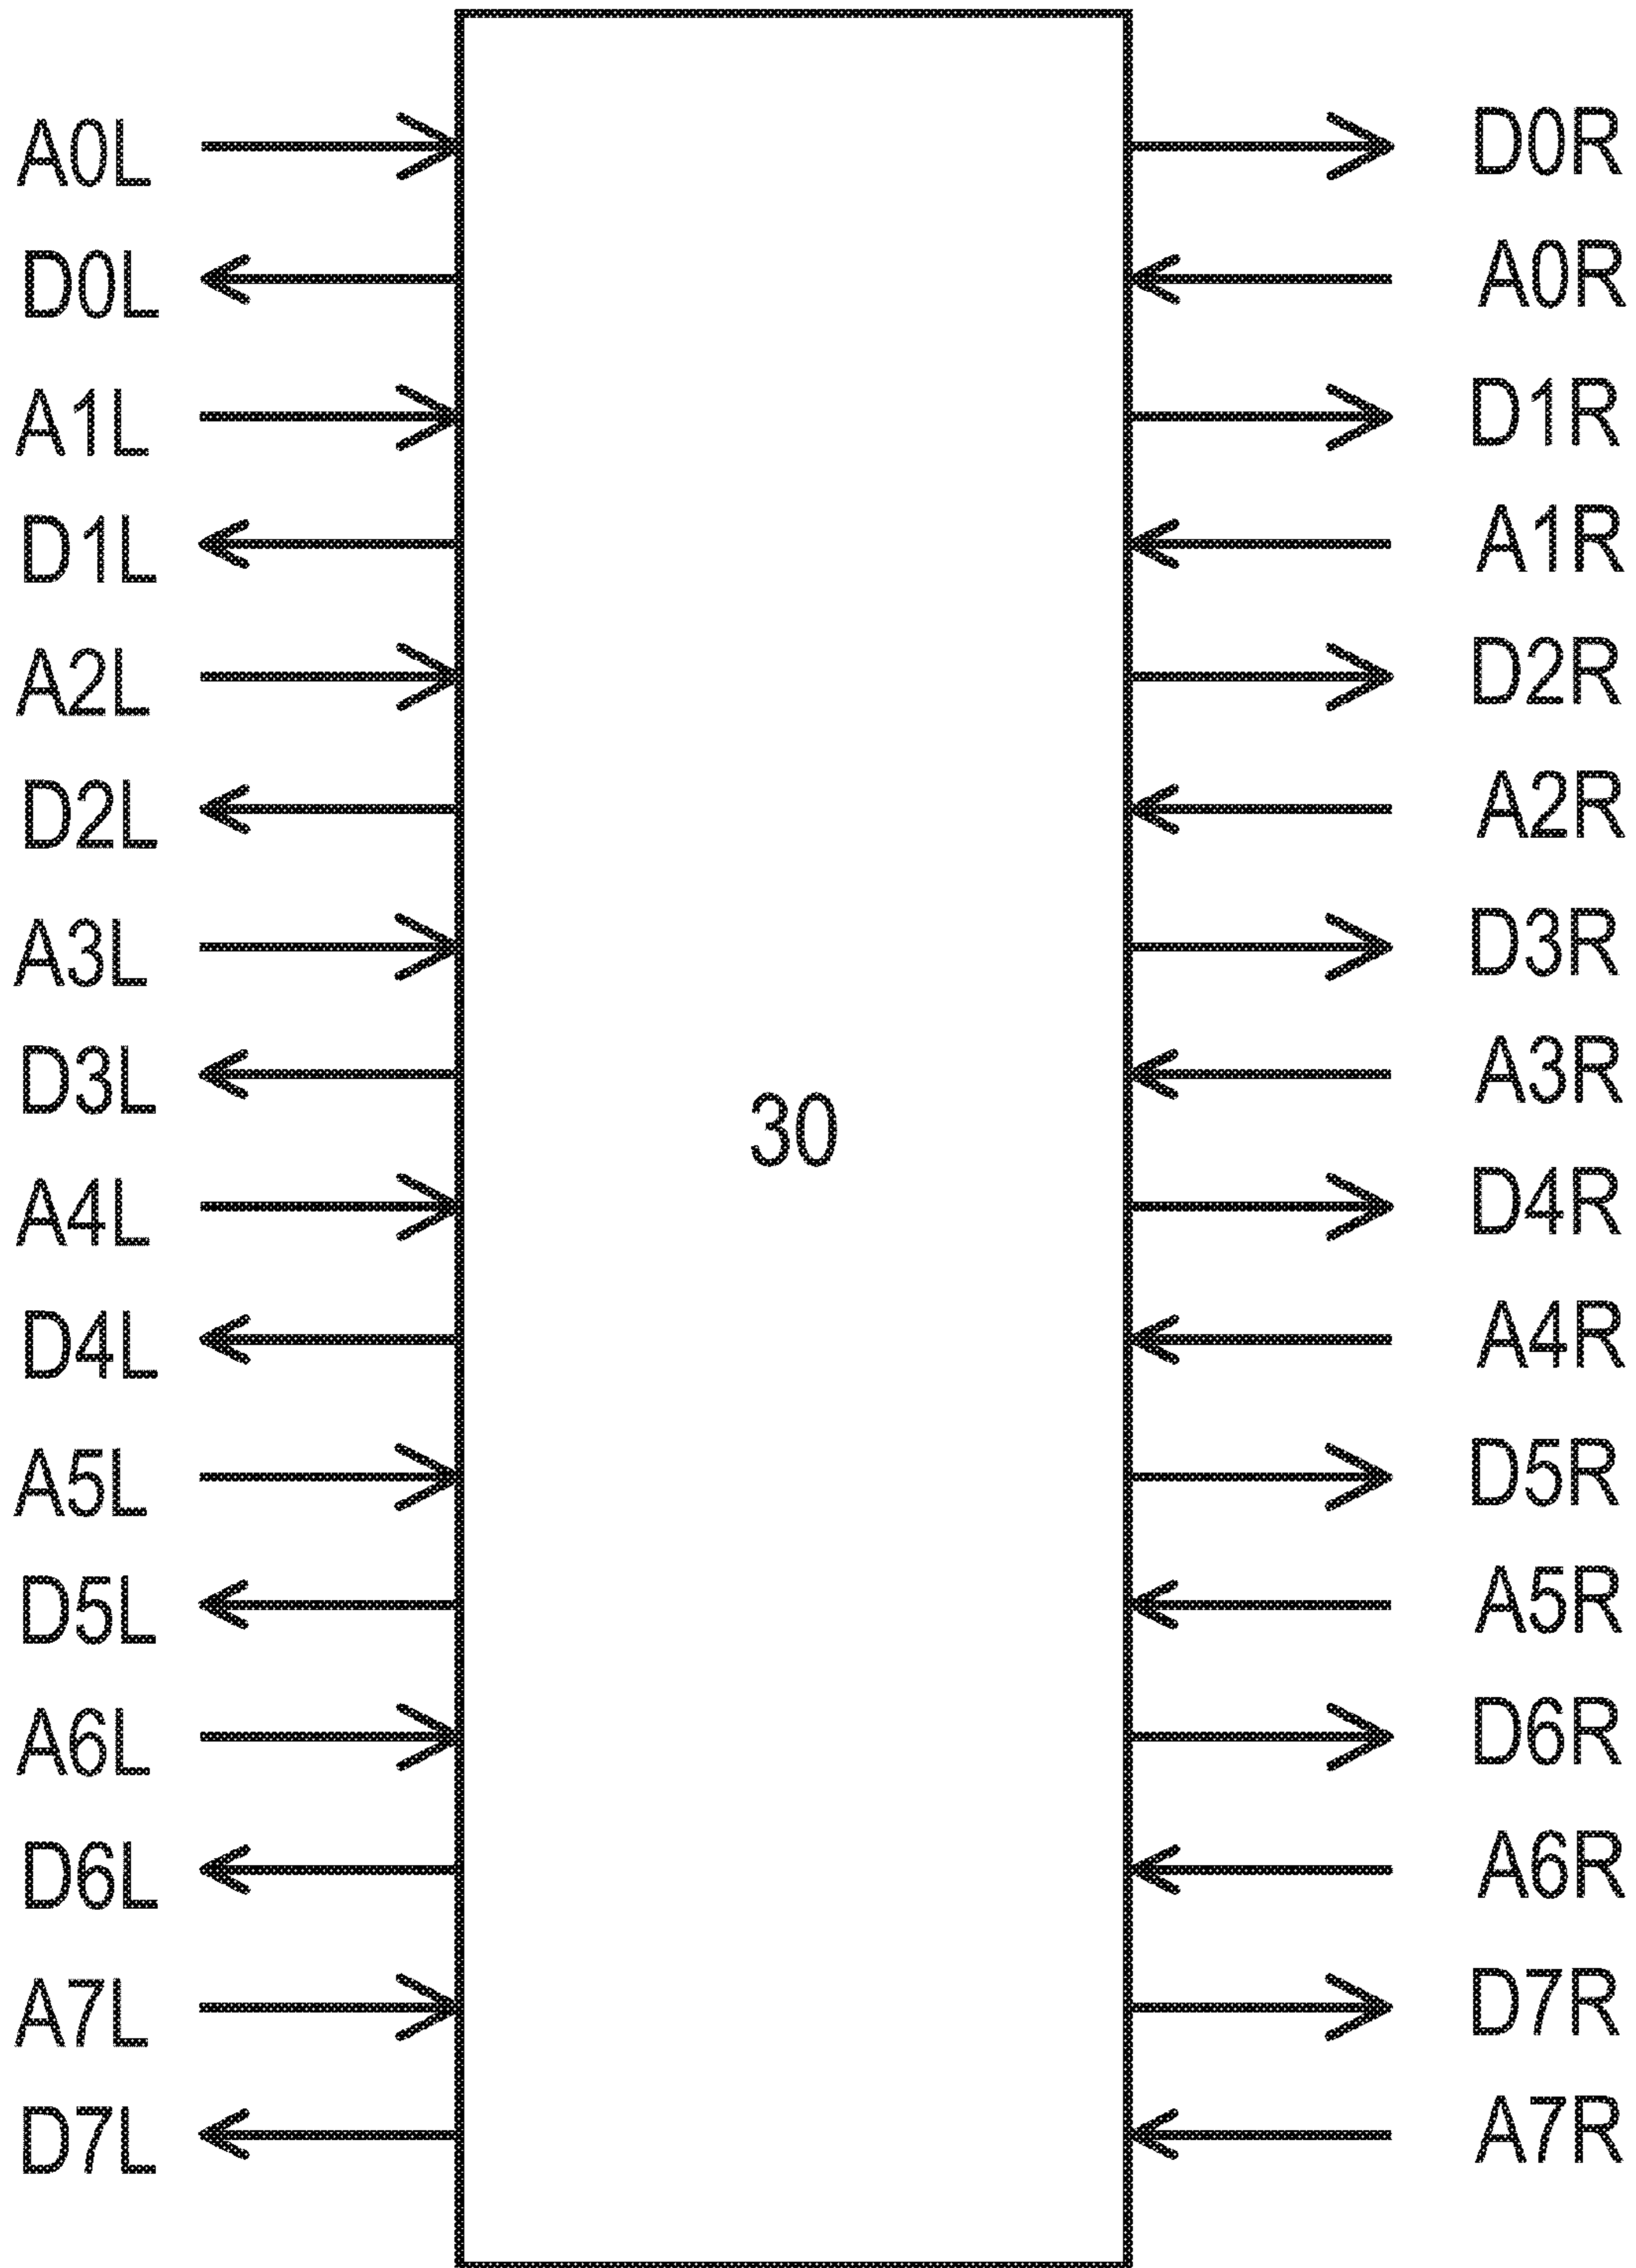 A0L D0R
D0L A0R
A1L D1R
D1L A1R
A2L D2R
D2L A2R
A3L D3R
D3L A3R
30
A4L D4R
D4L A4R
A5L D5R
D5L A5R
A6L D6R
D6L A6R
A7L D7R
D7L A7R